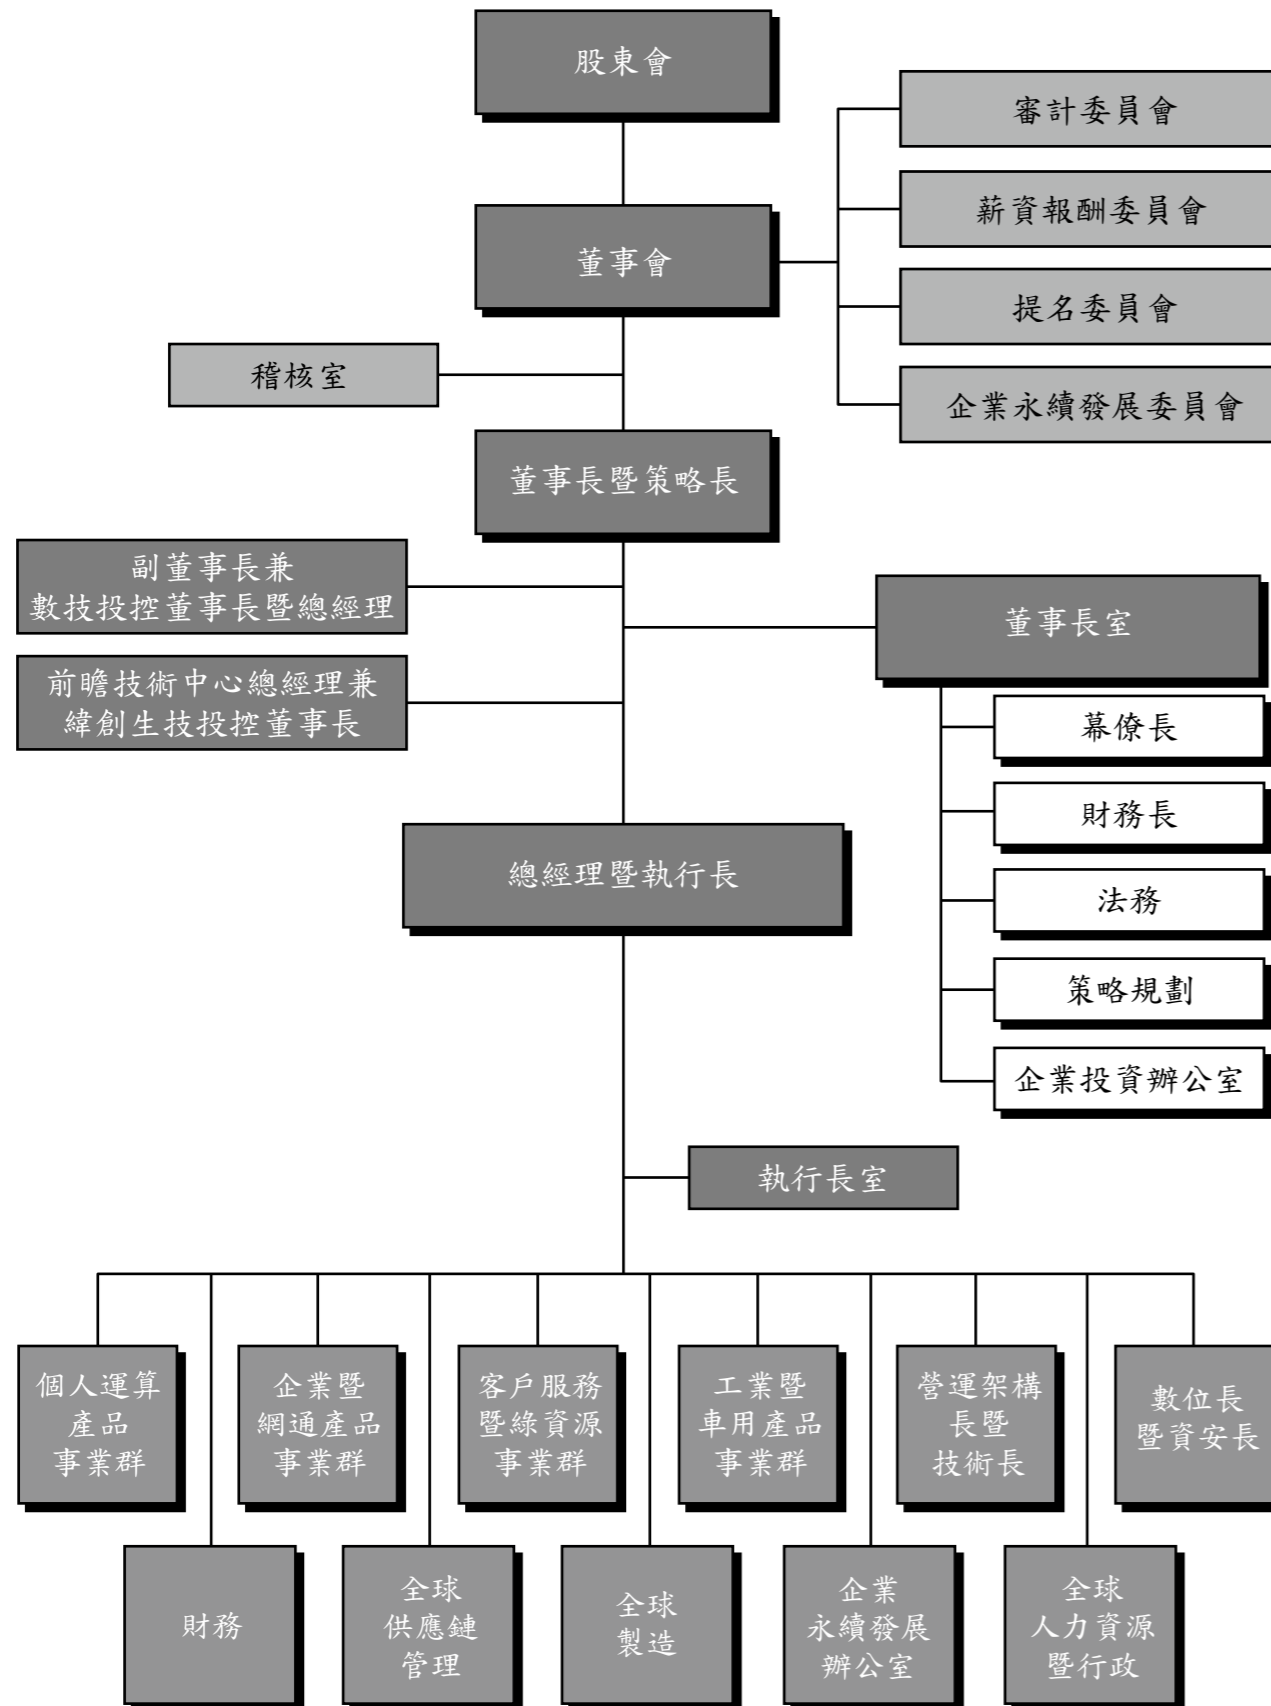 股東會
審計委員會
薪資報酬委員會
董事會
提名委員會
稽核室
企業永續發展委員會
董事長暨策略長
副董事長兼
數技投控董事長暨總經理
董事長室
前瞻技術中心總經理兼
緯創生技投控董事長
幕僚長
財務長
總經理暨執行長
法務
策略規劃
企業投資辦公室
執行長室
個人運算
產品
事業群
企業暨
網通產品
事業群
客戶服務
暨綠資源
事業群
工業暨
車用產品
事業群
營運架構
長暨
技術長
數位長
暨資安長
財務
全球
供應鏈
管理
全球
製造
企業
永續發展
辦公室
全球
人力資源
暨行政